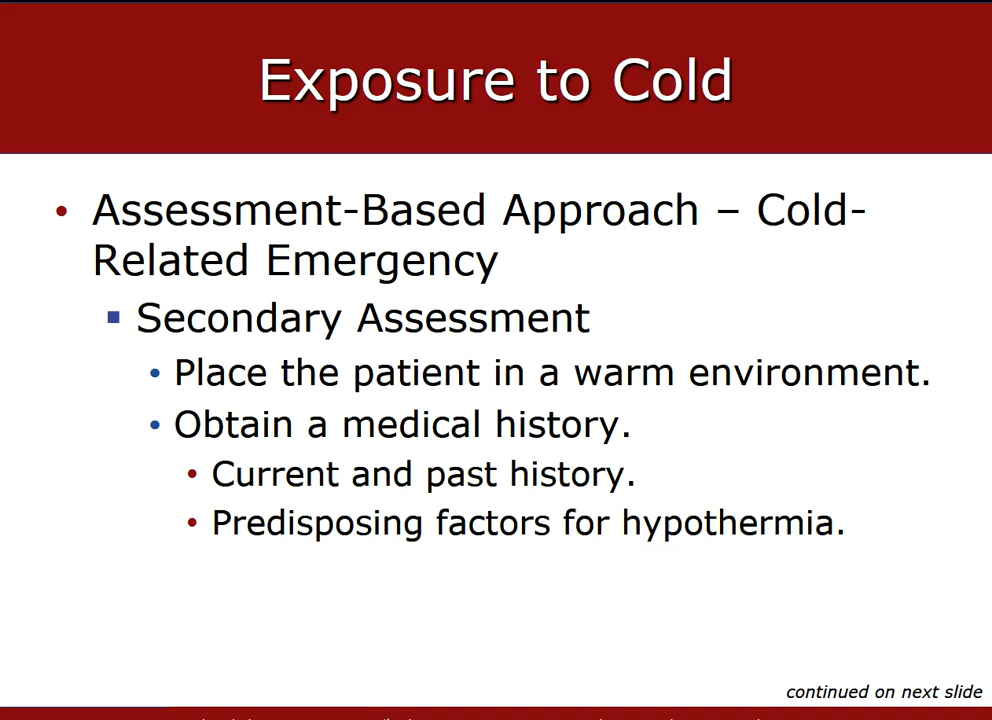 Exposure to Cold
• Assessment-Based Approach – Cold-
Related Emergency
▪ Secondary Assessment
• Place the patient in a warm environment.
• Obtain a medical history.
• Current and past history.
• Predisposing factors for hypothermia.
continued on next slide